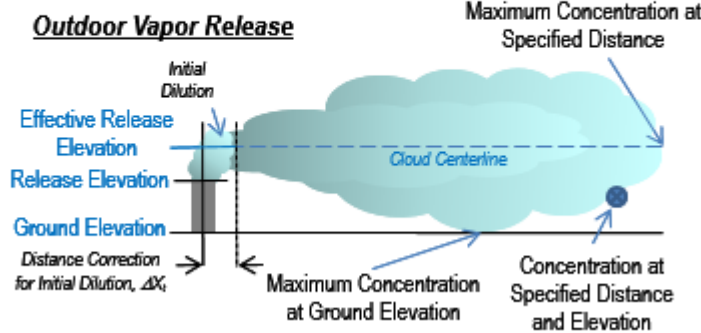 Outdoor Vapor Release
Maximum Concentration at
Specified Distance
Initial
Dilution
Effective Release
Elevation
Cloud Centerline
Release Elevation
Ground Elevation
Distance Correction
for Initial Dilution, ΔXᵢ
Maximum Concentration
at Ground Elevation
Concentration at
Specified Distance
and Elevation